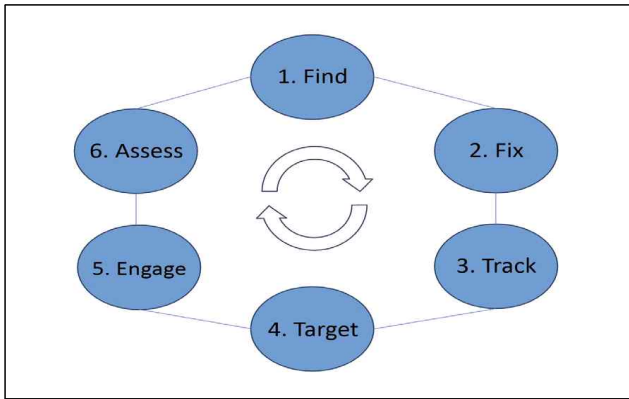 1. Find
2. Fix
3. Track
4. Target
5. Engage
6. Assess